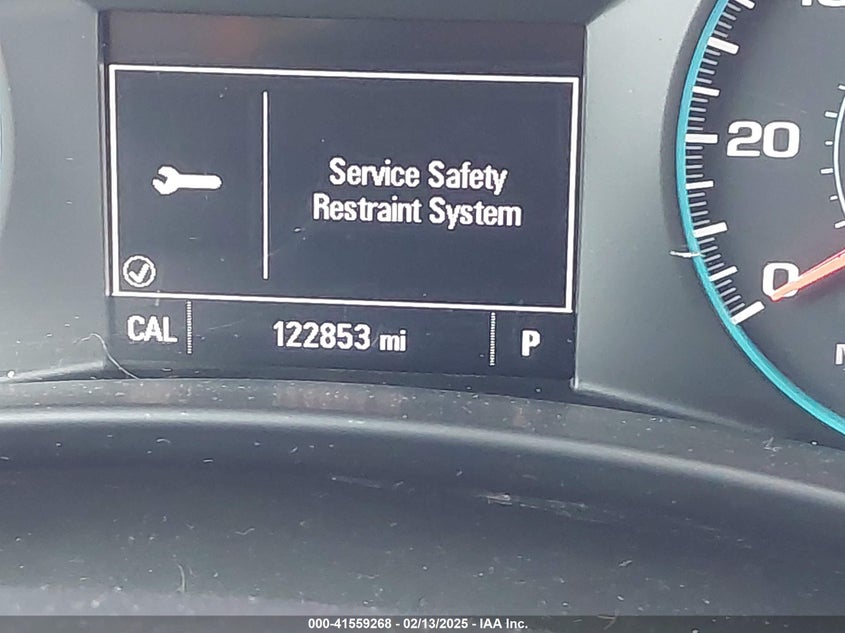 Service Safety
Restraint System
CAL 122853 mi P
20
0
000-41559268 - 02/13/2025 - IAA Inc.